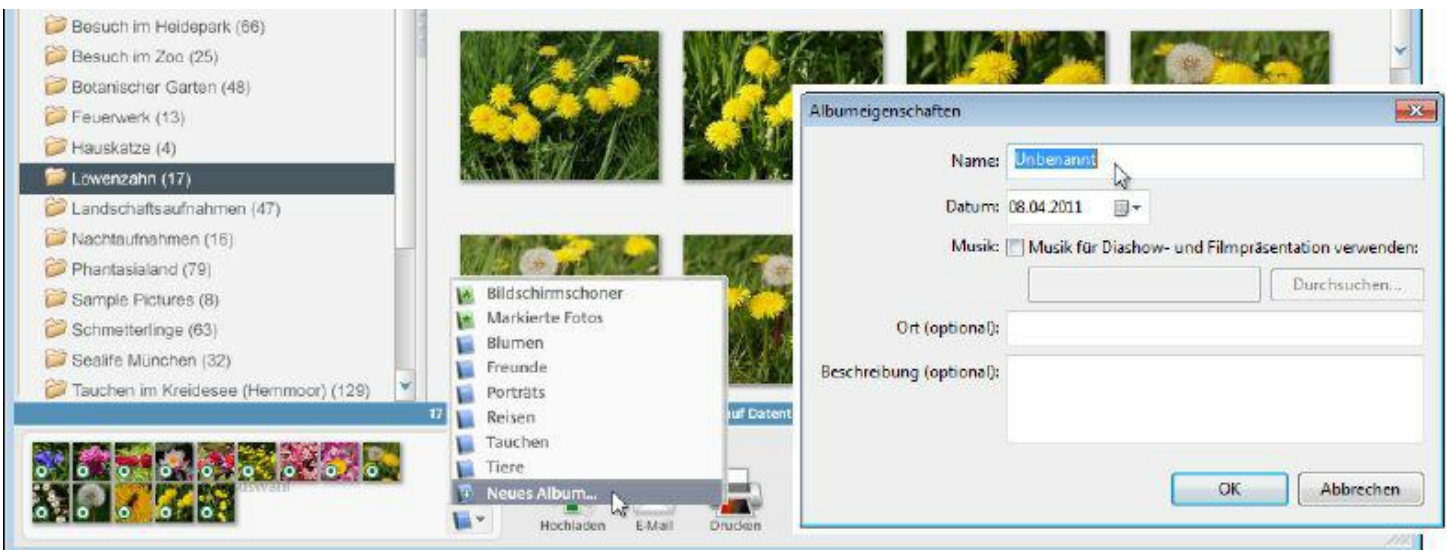 Besuch im Heidepark (66)
Besuch im Zoo (25)
Botanischer Garten (48)
Feuerwerk (13)
Hauskatze (4)
Löwenzahn (17)
Landschaftsaufnahmen (47)
Nachtaufnahmen (16)
Phantasialand (79)
Sample Pictures (8)
Schmetterlinge (63)
Sealife München (32)
Tauchen im Kreidesee (Hemmoor) (129)
17
auf Datent
Bildschirmschoner
Markierte Fotos
Blumen
Freunde
Porträts
Reisen
Tauchen
Tiere
Neues Album...
Hochladen
E-Mail
Drucken
Albumeigenschaften
Name: Unbenannt
Datum: 08.04.2011
Musik: Musik für Diashow- und Filmpräsentation verwenden:
Durchsuchen...
Ort (optional):
Beschreibung (optional):
OK
Abbrechen